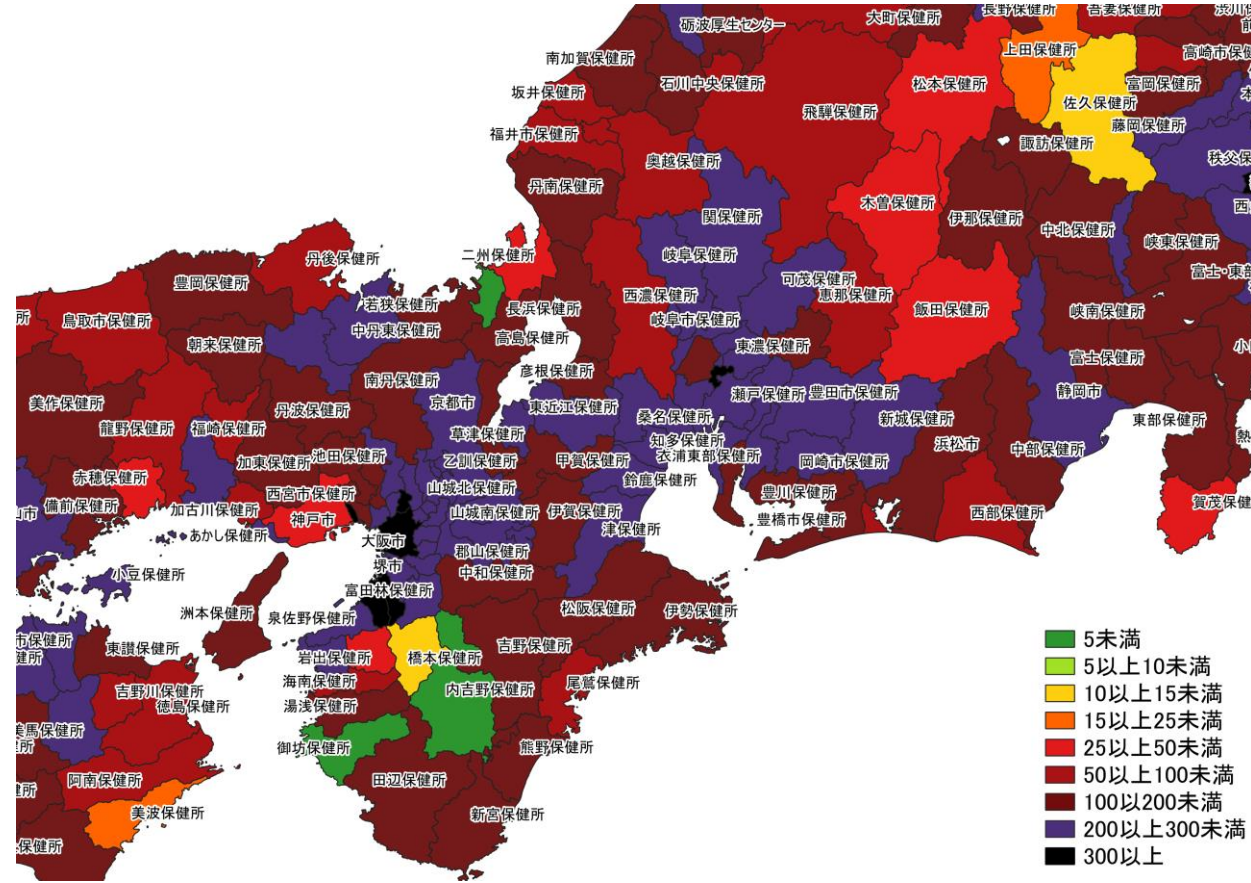 砺波厚生センター
大町保健所
長野保健所
吾妻保健所
渋川保
前
南加賀保健所
石川中央保健所
上田保健所
高崎市保健
坂井保健所
松本保健所
富岡保健所
佐久保健所
飛騨保健所
福井市保健所
藤岡保健所
諏訪保健所
秩父保
奥越保健所
丹南保健所
木曽保健所
関保健所
伊那保健所
中北保健所
峡東保健所
西
二州保健所
丹後保健所
岐阜保健所
富士・東部
豊岡保健所
可茂保健所
恵那保健所
若狭保健所
長浜保健所
西濃保健所
飯田保健所
峡南保健所
所
鳥取市保健所
中丹東保健所
岐阜市保健所
高島保健所
朝来保健所
東濃保健所
富士保健所
小
彦根保健所
南丹保健所
京都市
瀬戸保健所
豊田市保健所
静岡市
美作保健所
丹波保健所
東近江保健所
桑名保健所
新城保健所
東部保健所
龍野保健所
福崎保健所
草津保健所
知多保健所
浜松市
熱
加東保健所
池田保健所
乙訓保健所
甲賀保健所
衣浦東部保健所
岡崎市保健所
中部保健所
赤穂保健所
山城北保健所
鈴鹿保健所
西宮市保健所
豊川保健所
備前保健所
加古川保健所
神戸市
山城南保健所
伊賀保健所
西部保健所
賀茂保健
山市
豊橋市保健所
あかし保健所
大阪市
津保健所
郡山保健所
堺市
中和保健所
小豆保健所
富田林保健所
洲本保健所
泉佐野保健所
松阪保健所
伊勢保健所
市保健所
健所
東讃保健所
吉野保健所
岩出保健所
橋本保健所
海南保健所
内吉野保健所
尾鷲保健所
吉野川保健所
徳島保健所
湯浅保健所
美馬保健所
御坊保健所
熊野保健所
阿南保健所
田辺保健所
健所
美波保健所
新宮保健所
保健所
5未満
5以上10未満
10以上15未満
15以上25未満
25以上50未満
50以上100未満
100以200未満
200以上300未満
300以上